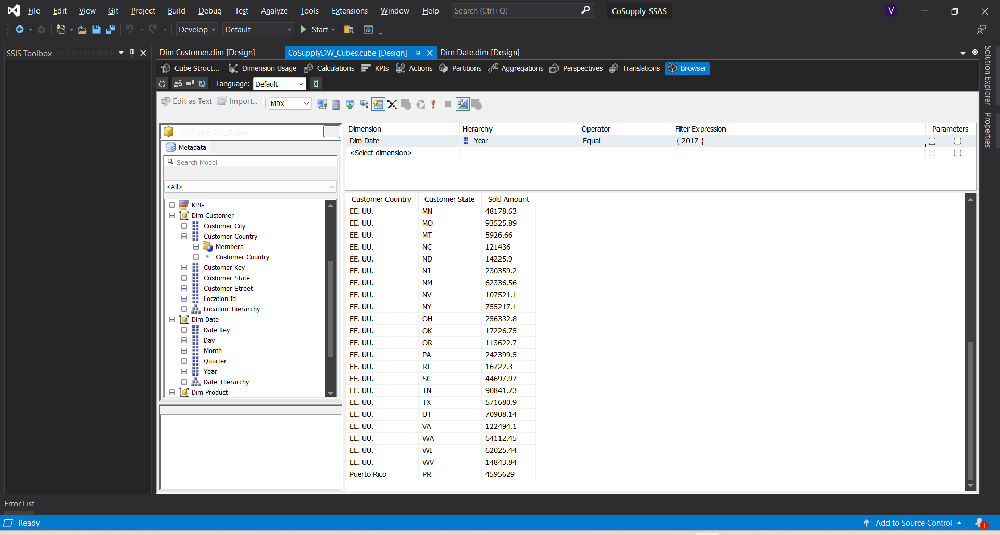 File Edit View Git Project Build Debug Test Analyze Tools Extensions Window Help Search (Ctrl+Q) CoSupply_SSAS V
Develop Default Start
SSIS Toolbox
Dim Customer.dim [Design] CoSupplyDW_Cubes.cube [Design] Dim Date.dim [Design]
Cube Struct... Dimension Usage Calculations KPIs Actions Partitions Aggregations Perspectives Translations Browser
Language: Default
Edit as Text Import... MDX
CoSupplyDW_Cubes
Metadata
Search Model
<All>
KPIs
Dim Customer
Customer City
Customer Country
Members
Customer Country
Customer Key
Customer State
Customer Street
Location Id
Location_Hierarchy
Dim Date
Date Key
Day
Month
Quarter
Year
Date_Hierarchy
Dim Product
Dimension Hierarchy Operator Filter Expression Parameters
Dim Date Year Equal { 2017 }
<Select dimension>
Customer Country Customer State Sold Amount
EE. UU. MN 48178.63
EE. UU. MO 93525.89
EE. UU. MT 5926.66
EE. UU. NC 121436
EE. UU. ND 14225.9
EE. UU. NJ 230359.2
EE. UU. NM 62336.56
EE. UU. NV 107521.1
EE. UU. NY 755217.1
EE. UU. OH 256332.8
EE. UU. OK 17226.75
EE. UU. OR 113622.7
EE. UU. PA 242399.5
EE. UU. RI 16722.3
EE. UU. SC 44697.97
EE. UU. TN 90841.23
EE. UU. TX 571680.9
EE. UU. UT 70908.14
EE. UU. VA 122494.1
EE. UU. WA 64112.45
EE. UU. WI 62025.44
EE. UU. WV 14843.84
Puerto Rico PR 4595629
Solution Explorer
Properties
Error List
Ready Add to Source Control 1